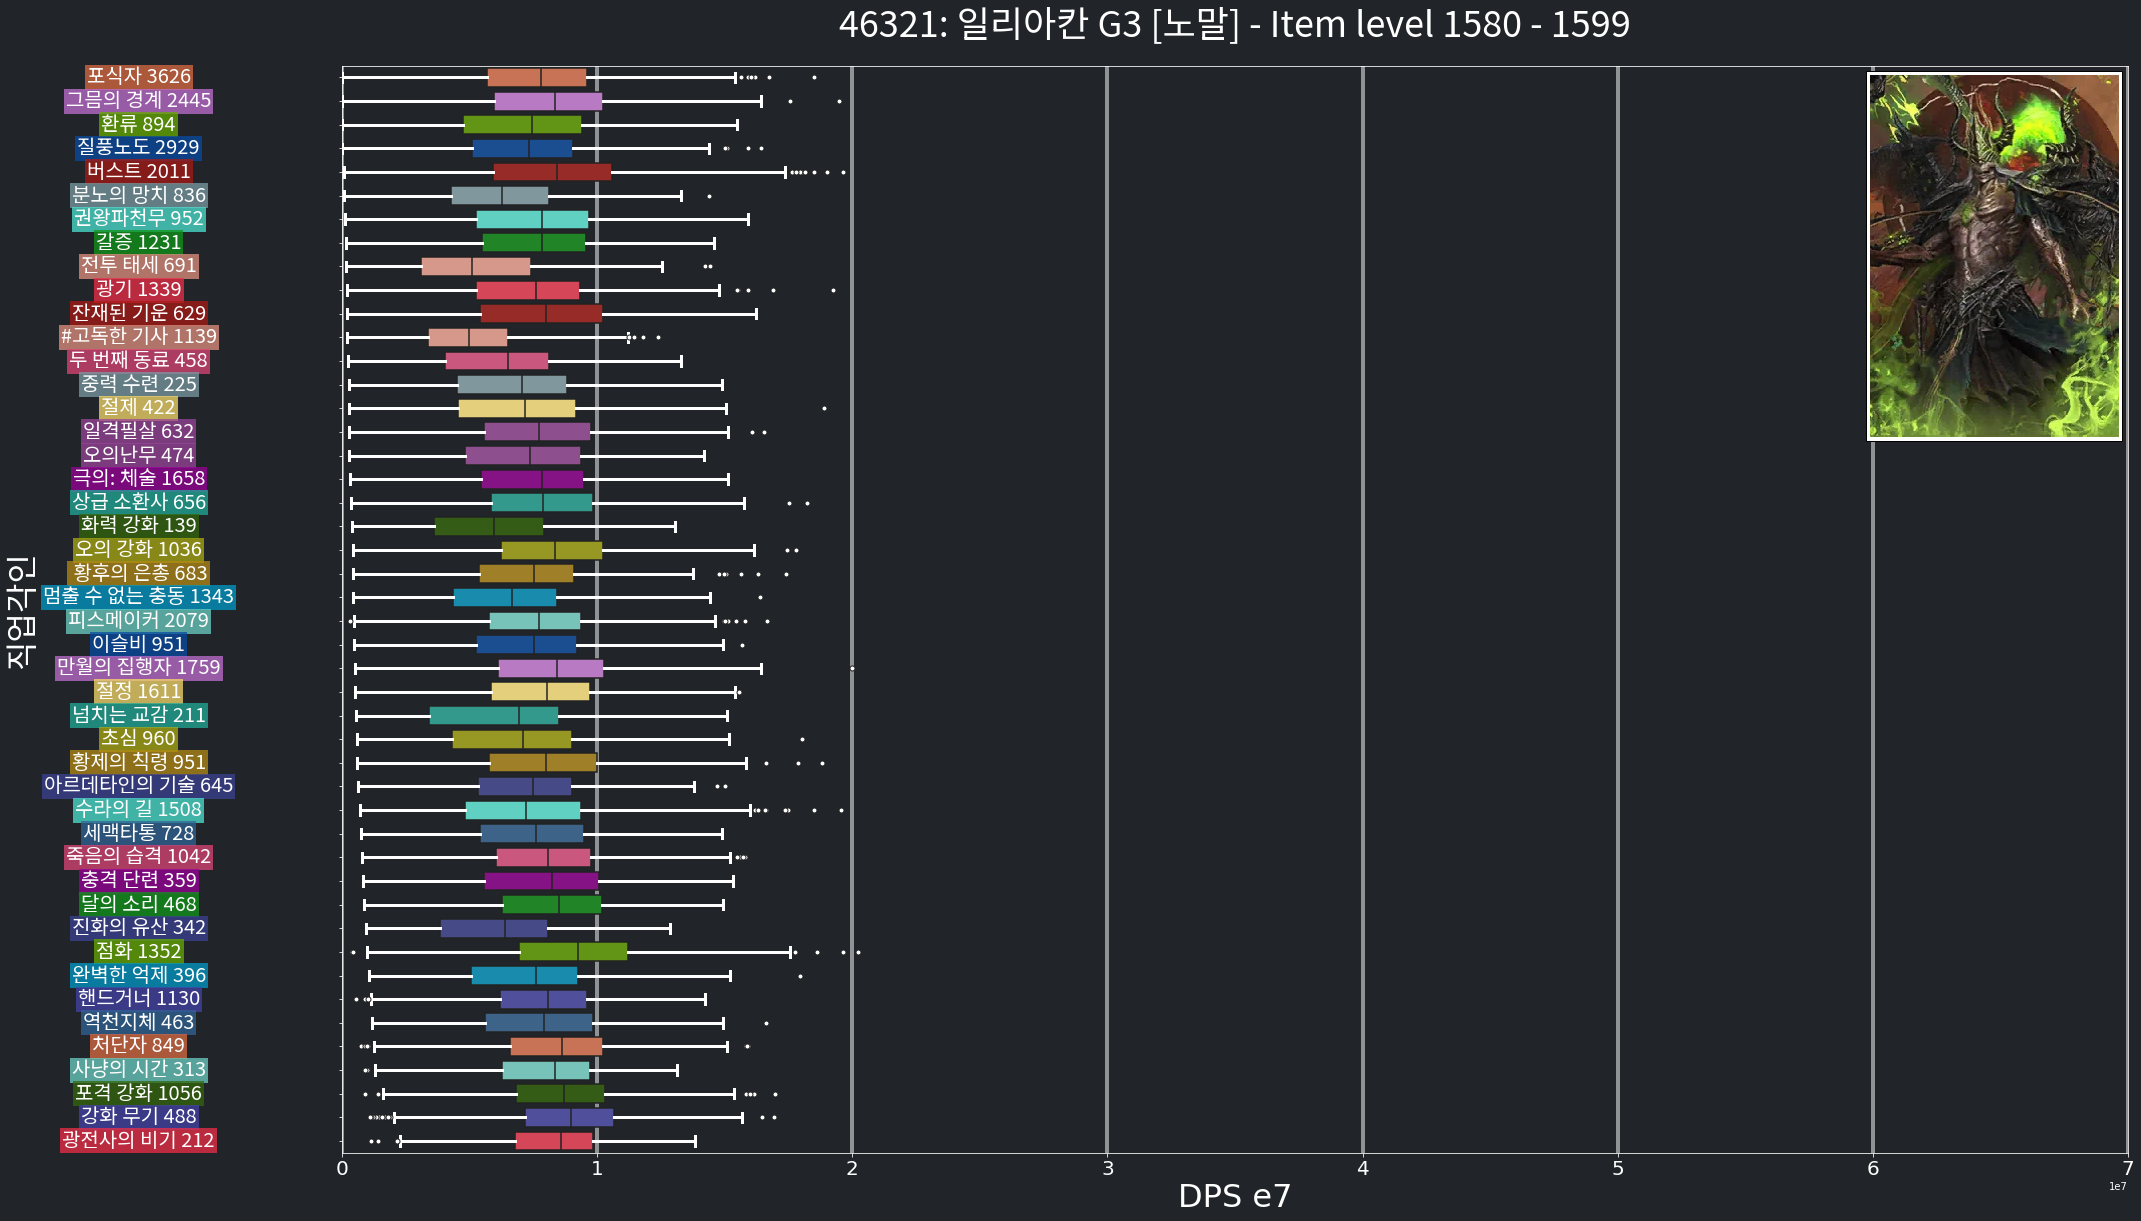 46321: 일리아칸 G3 [노말] - Item level 1580 - 1599
직업각인
포식자 3626
그믐의 경계 2445
환류 894
질풍노도 2929
버스트 2011
분노의 망치 836
권왕파천무 952
갈증 1231
전투 태세 691
광기 1339
잔재된 기운 629
#고독한 기사 1139
두 번째 동료 458
중력 수련 225
절제 422
일격필살 632
오의난무 474
극의: 체술 1658
상급 소환사 656
화력 강화 139
오의 강화 1036
황후의 은총 683
멈출 수 없는 충동 1343
피스메이커 2079
이슬비 951
만월의 집행자 1759
절정 1611
넘치는 교감 211
초심 960
황제의 칙령 951
아르데타인의 기술 645
수라의 길 1508
세맥타통 728
죽음의 습격 1042
충격 단련 359
달의 소리 468
진화의 유산 342
점화 1352
완벽한 억제 396
핸드거너 1130
역천지체 463
처단자 849
사냥의 시간 313
포격 강화 1056
강화 무기 488
광전사의 비기 212
0 1 2 3 4 5 6 7
1e7
DPS e7